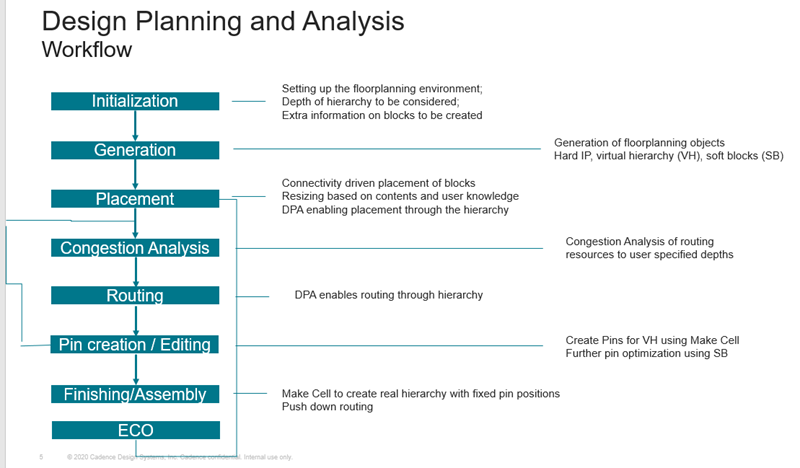 Design Planning and Analysis
Workflow
Initialization
Setting up the floorplanning environment;
Depth of hierarchy to be considered;
Extra information on blocks to be created
Generation
Generation of floorplanning objects
Hard IP, virtual hierarchy (VH), soft blocks (SB)
Placement
Connectivity driven placement of blocks
Resizing based on contents and user knowledge
DPA enabling placement through the hierarchy
Congestion Analysis
Congestion Analysis of routing
resources to user specified depths
Routing
DPA enables routing through hierarchy
Pin creation / Editing
Create Pins for VH using Make Cell
Further pin optimization using SB
Finishing/Assembly
Make Cell to create real hierarchy with fixed pin positions
Push down routing
ECO
5 © 2020 Cadence Design Systems, Inc. Cadence confidential. Internal use only.